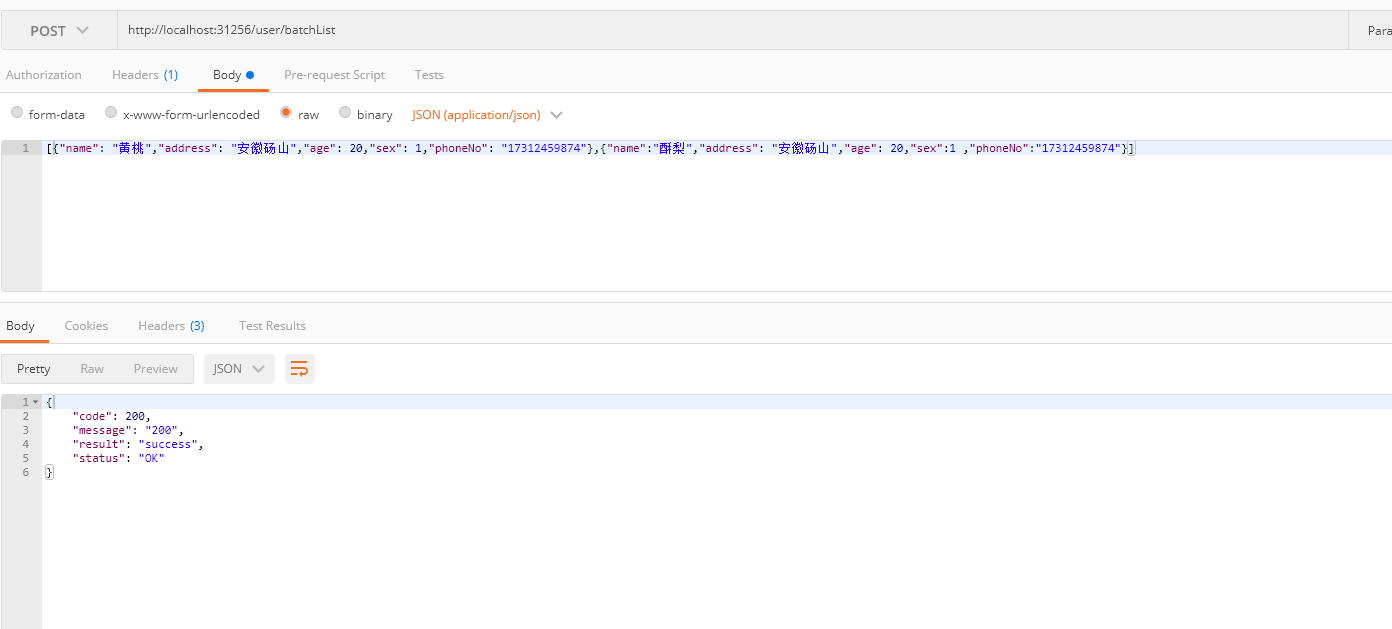 POST http://localhost:31256/user/batchList Para
Authorization Headers (1) Body Pre-request Script Tests
form-data x-www-form-urlencoded raw binary JSON (application/json)
1 [{"name": "黄桃","address": "安徽砀山","age": 20,"sex": 1,"phoneNo": "17312459874"},{"name":"酥梨","address": "安徽砀山","age": 20,"sex":1 ,"phoneNo":"17312459874"}]
Body Cookies Headers (3) Test Results
Pretty Raw Preview JSON
1 {
2 "code": 200,
3 "message": "200",
4 "result": "success",
5 "status": "OK"
6 }